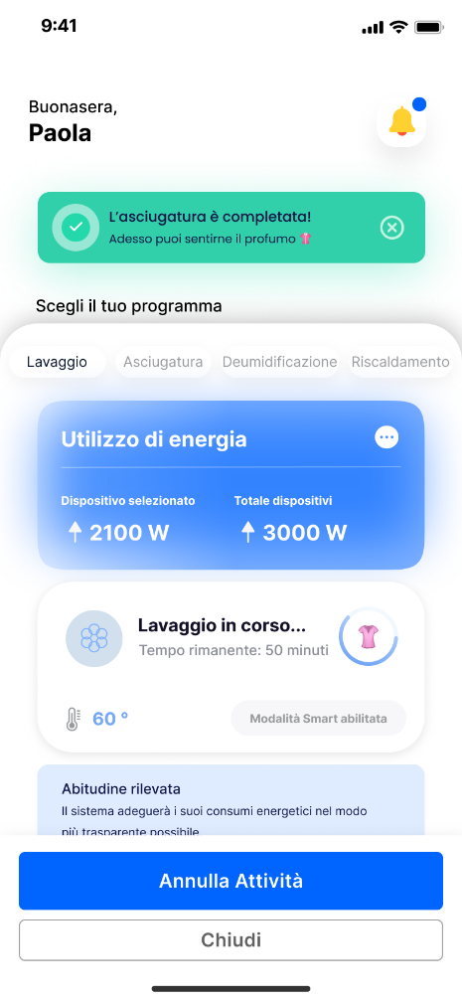 9:41
Buonasera,
Paola
L'asciugatura è completata!
Adesso puoi sentirne il profumo 👚
Scegli il tuo programma
Lavaggio
Asciugatura
Deumidificazione
Riscaldamento
Utilizzo di energia
Dispositivo selezionato
Totale dispositivi
2100 W
3000 W
Lavaggio in corso...
Tempo rimanente: 50 minuti
60 °
Modalità Smart abilitata
Abitudine rilevata
Il sistema adeguerà i suoi consumi energetici nel modo
più trasparente possibile
Annulla Attività
Chiudi